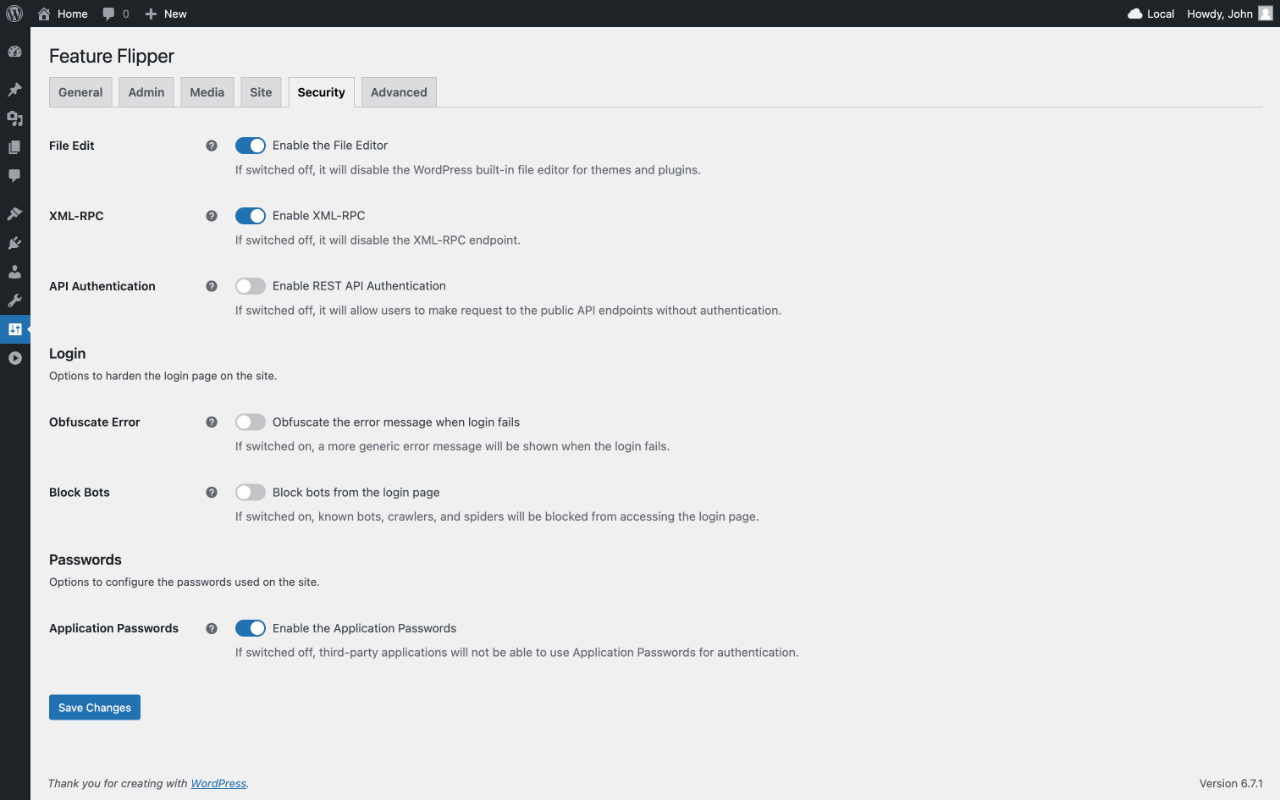 Home 0 New Local Howdy, John
Feature Flipper
General Admin Media Site Security Advanced
File Edit Enable the File Editor
If switched off, it will disable the WordPress built-in file editor for themes and plugins.
XML-RPC Enable XML-RPC
If switched off, it will disable the XML-RPC endpoint.
API Authentication Enable REST API Authentication
If switched off, it will allow users to make request to the public API endpoints without authentication.
Login
Options to harden the login page on the site.
Obfuscate Error Obfuscate the error message when login fails
If switched on, a more generic error message will be shown when the login fails.
Block Bots Block bots from the login page
If switched on, known bots, crawlers, and spiders will be blocked from accessing the login page.
Passwords
Options to configure the passwords used on the site.
Application Passwords Enable the Application Passwords
If switched off, third-party applications will not be able to use Application Passwords for authentication.
Save Changes
Thank you for creating with WordPress. Version 6.7.1